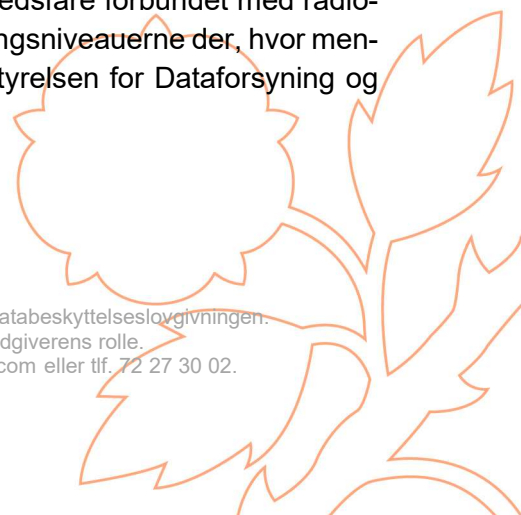 edsfare forbundet med radio-
ngsniveauerne der, hvor men-
tyrelsen for Dataforsyning og
atabeskyttelseslovgivningen.
dgiverens rolle.
com eller tlf. 72 27 30 02.